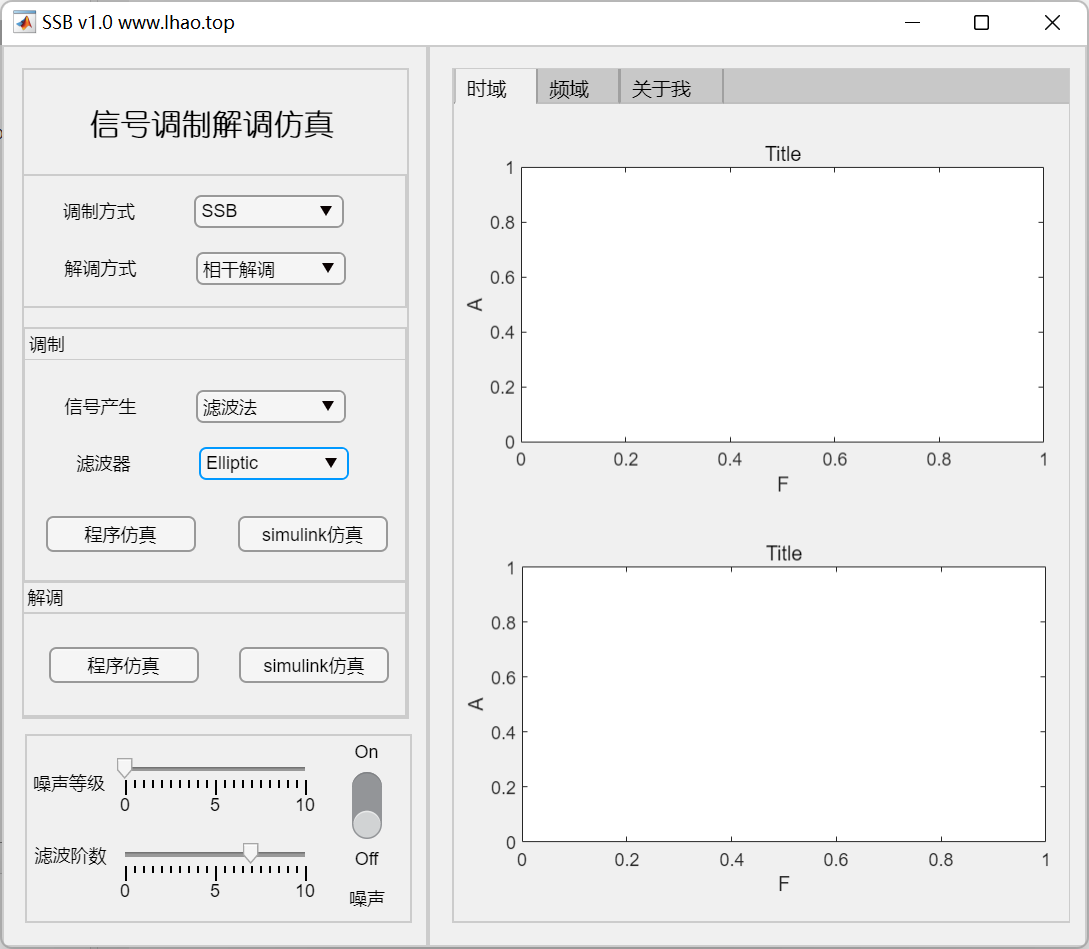 SSB v1.0 www.lhao.top
信号调制解调仿真
调制方式 SSB
解调方式 相干解调
调制
信号产生 滤波法
滤波器 Elliptic
程序仿真 simulink仿真
解调
程序仿真 simulink仿真
On
噪声等级
0 5 10
滤波阶数
Off
0 5 10
噪声
时域 频域 关于我
Title
1
0.8
0.6
A
0.4
0.2
0
0 0.2 0.4 0.6 0.8 1
F
Title
1
0.8
0.6
A
0.4
0.2
0
0 0.2 0.4 0.6 0.8 1
F